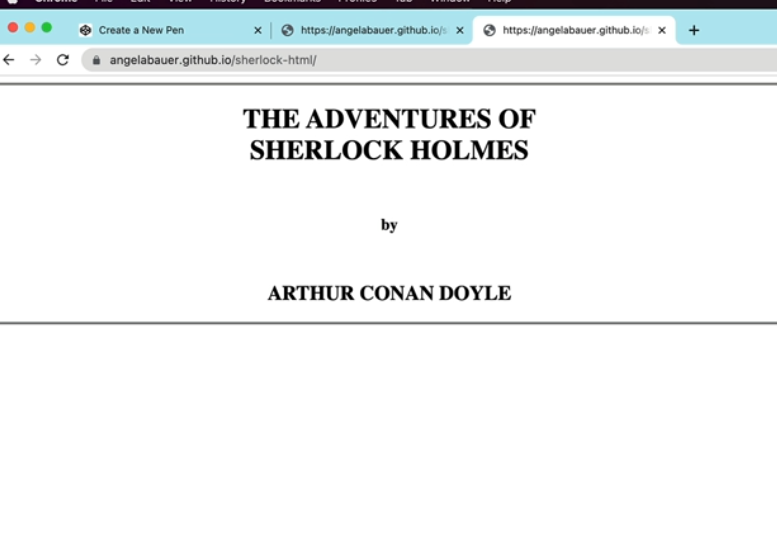 Create a New Pen
https://angelabauer.github.io/s
https://angelabauer.github.io/s
angelabauer.github.io/sherlock-html/
THE ADVENTURES OF
SHERLOCK HOLMES
by
ARTHUR CONAN DOYLE